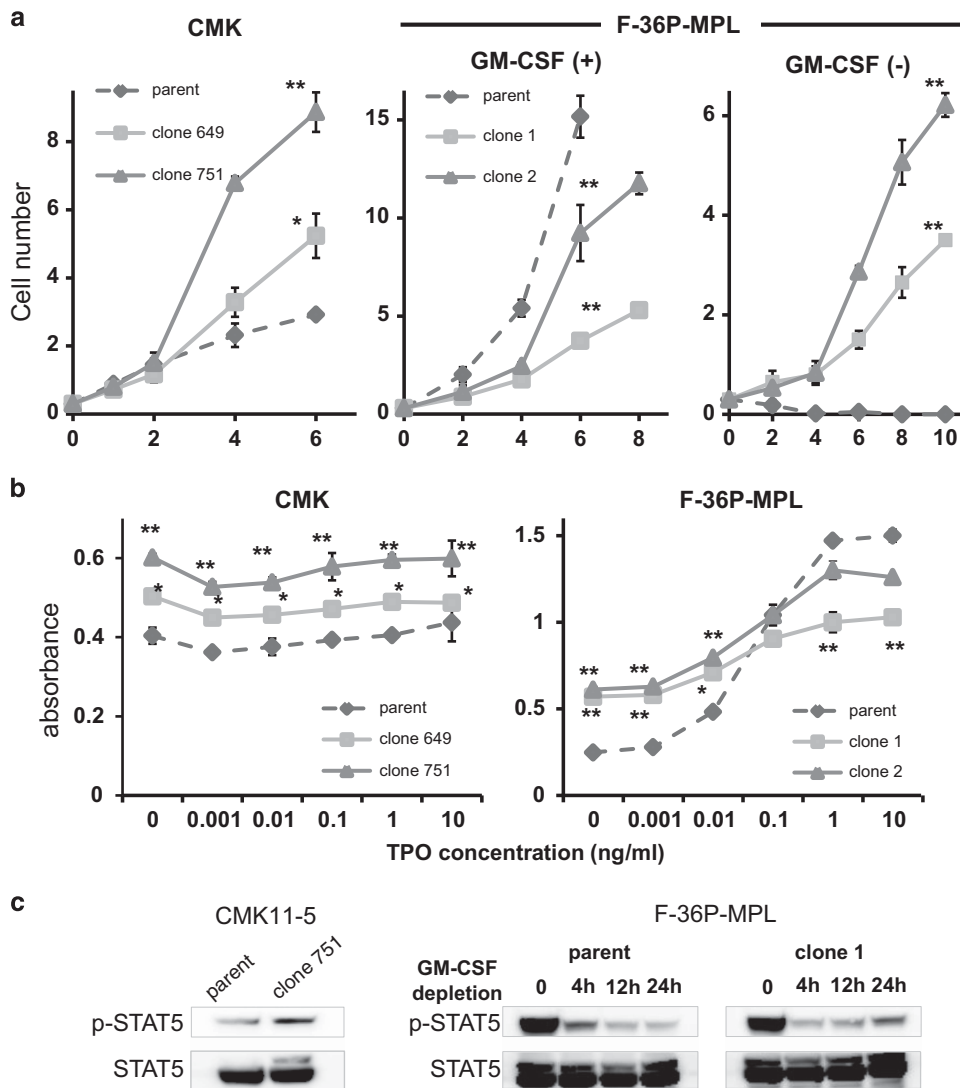 a
CMK
F-36P-MPL
GM-CSF (+)
GM-CSF (-)
Cell number
parent
clone 649
clone 751
**
*
8
6
4
2
0
0 2 4 6
parent
clone 1
clone 2
**
**
15
10
5
0
0 2 4 6 8
**
**
6
4
2
0
0 2 4 6 8 10
b
CMK
F-36P-MPL
absorbance
0.6
0.4
0.2
0
** ** ** ** ** **
* * * * * *
parent
clone 649
clone 751
0 0.001 0.01 0.1 1 10
1.5
1
0.5
0
** ** **
** ** * ** **
parent
clone 1
clone 2
0 0.001 0.01 0.1 1 10
TPO concentration (ng/ml)
c
CMK11-5
F-36P-MPL
parent
clone 751
parent
clone 1
GM-CSF
depletion
0 4h 12h 24h
0 4h 12h 24h
p-STAT5
p-STAT5
STAT5
STAT5